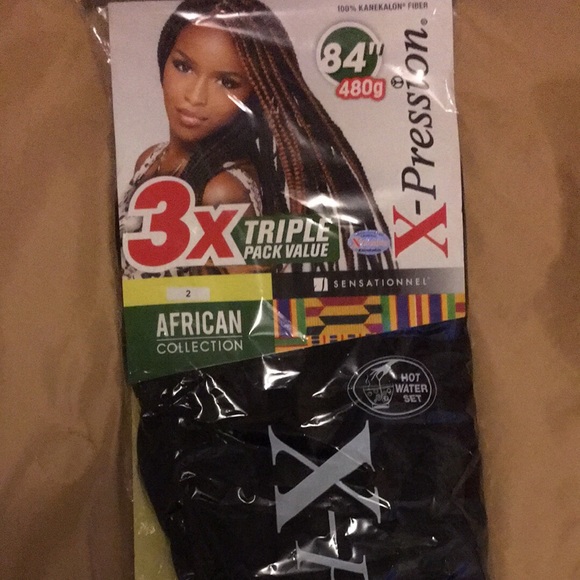 100% KANEKALON® FIBER
84"
480g
X-Pression®
3X
TRIPLE
PACK VALUE
SENSATIONNEL
2
AFRICAN
COLLECTION
HOT
WATER
SET
X-P